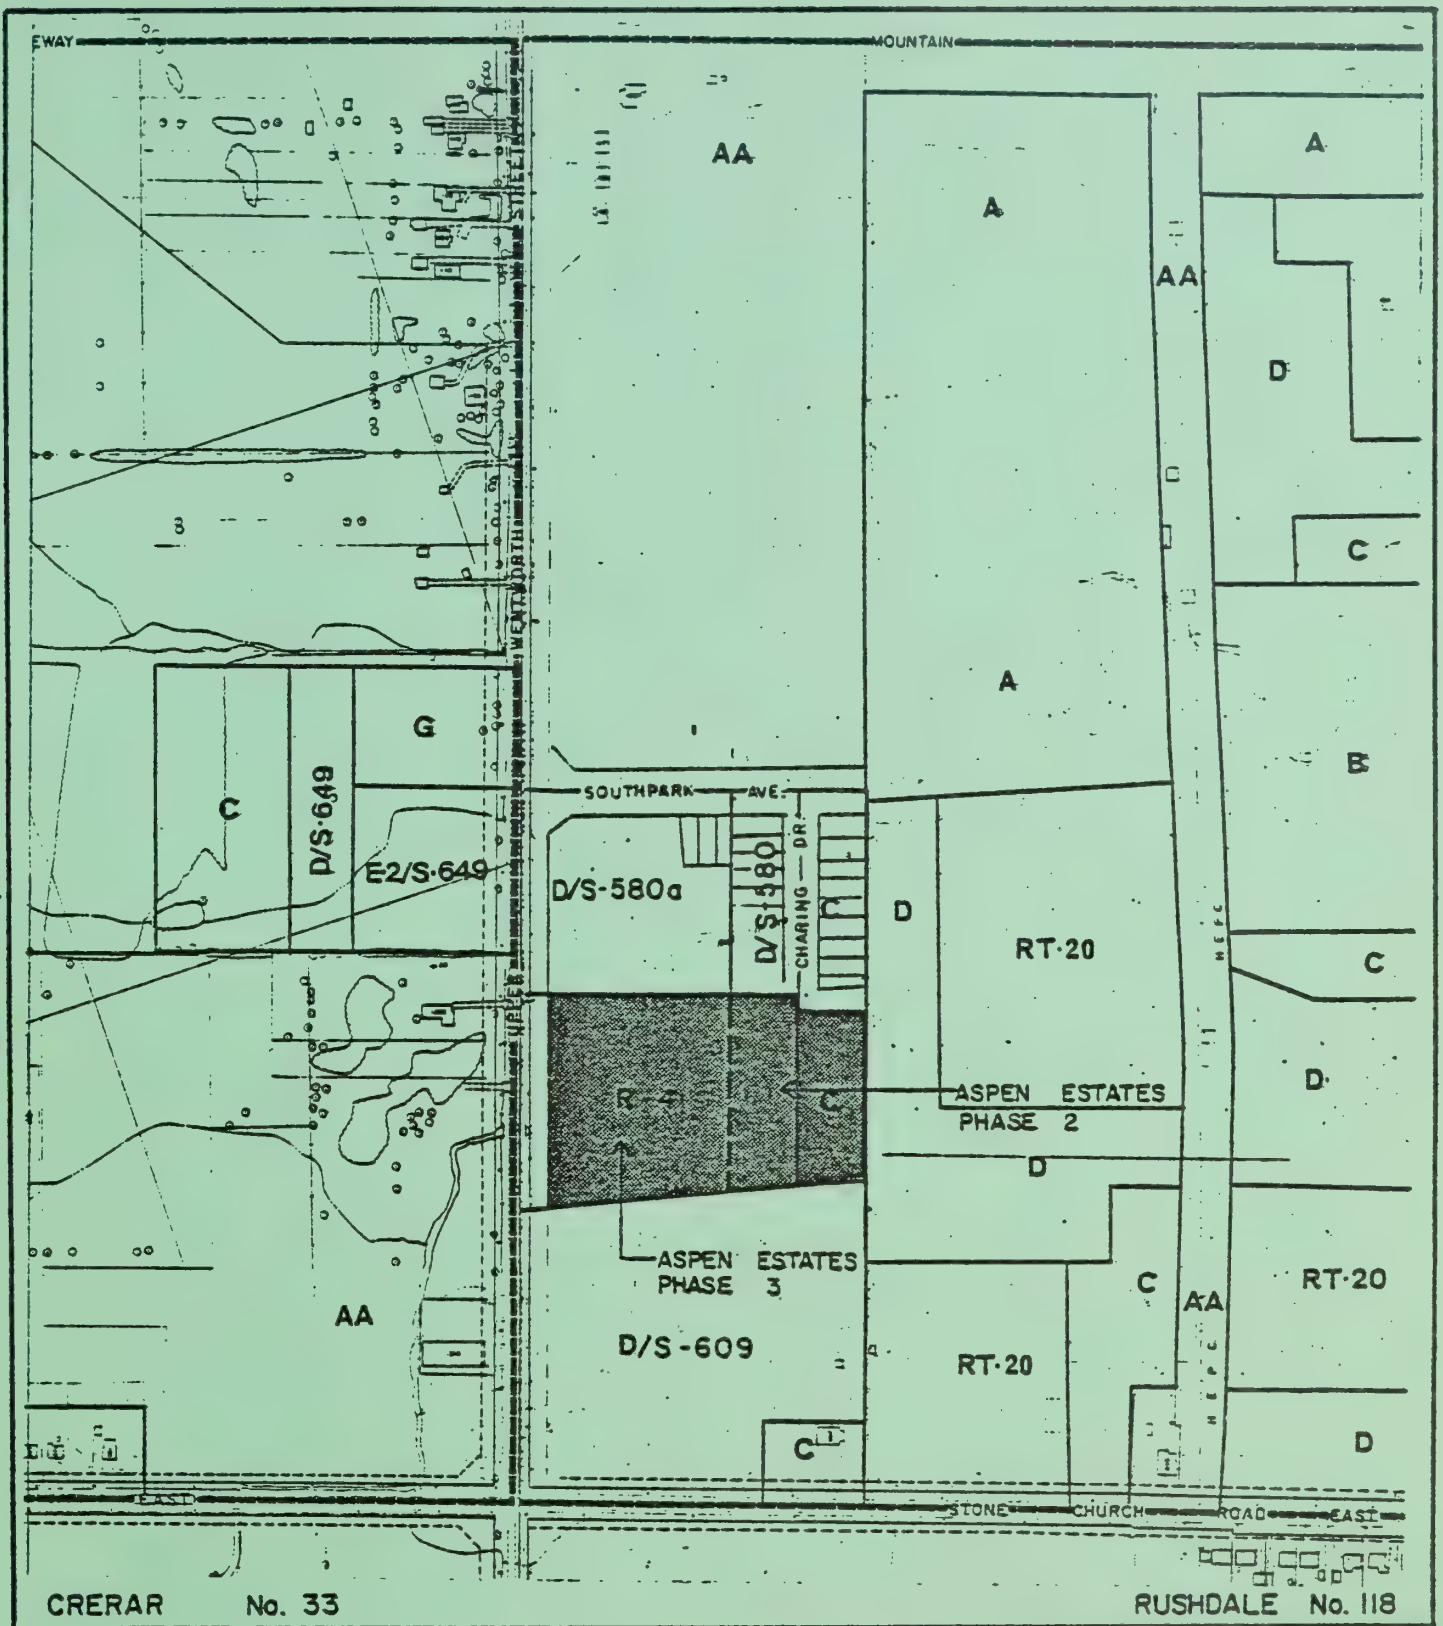 EWAY MOUNTAIN
AA
A
A
STREET
AA
D
WENTWORTH
C
A
G
B
C
D/S-649
E-2/S-649
SOUTHPARK AVE.
D/S-580a
D/S-580
CHARING DR.
C
D
RT-20
H E P C
C
UPPER
R-4
C
ASPEN ESTATES
PHASE 2
D
D
ASPEN ESTATES
PHASE 3
AA
D/S-609
C
AA
RT-20
RT-20
H E P C
C
D
EAST
STONE CHURCH ROAD EAST
CRERAR No. 33
RUSHDALE No. 118